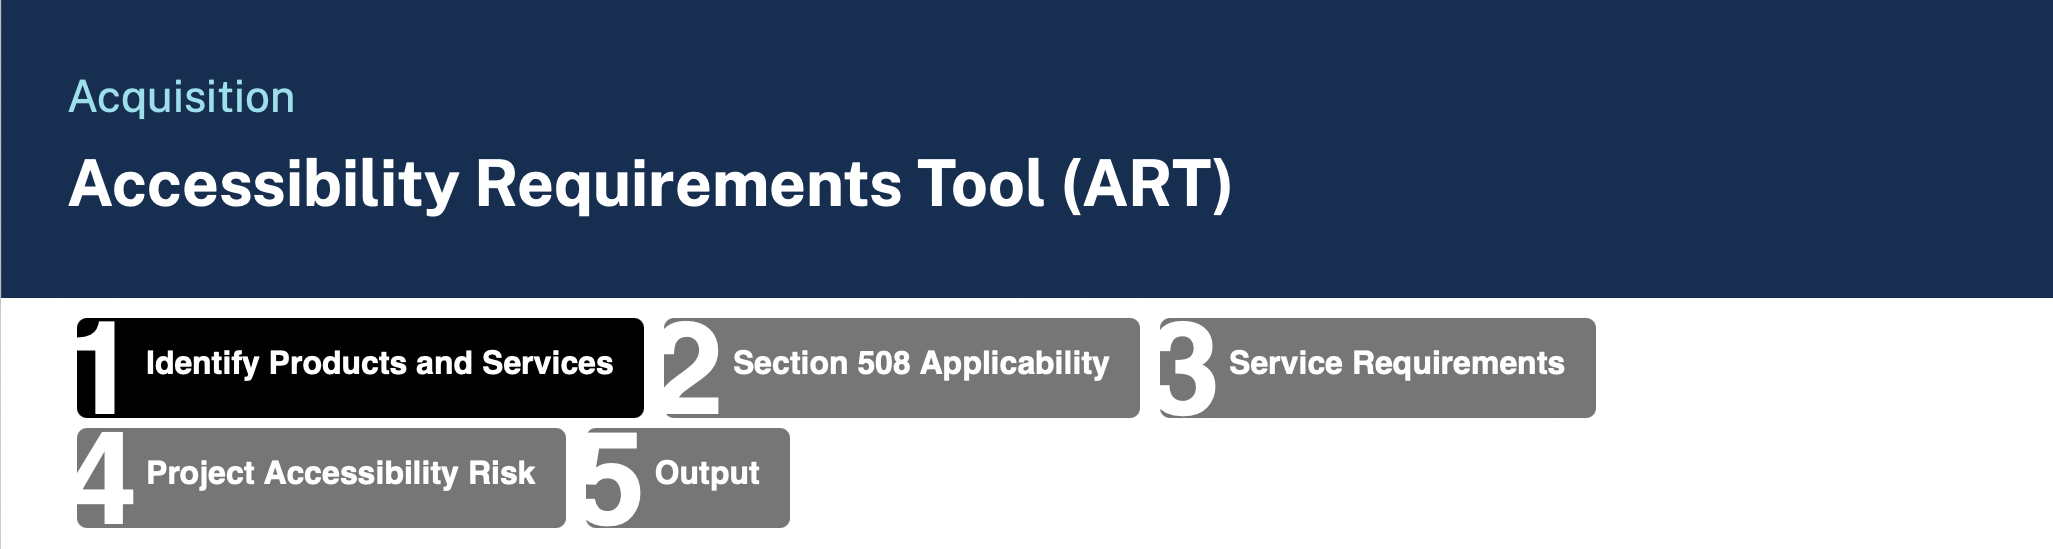 Acquisition
Accessibility Requirements Tool (ART)
1 Identify Products and Services
2 Section 508 Applicability
3 Service Requirements
4 Project Accessibility Risk
5 Output